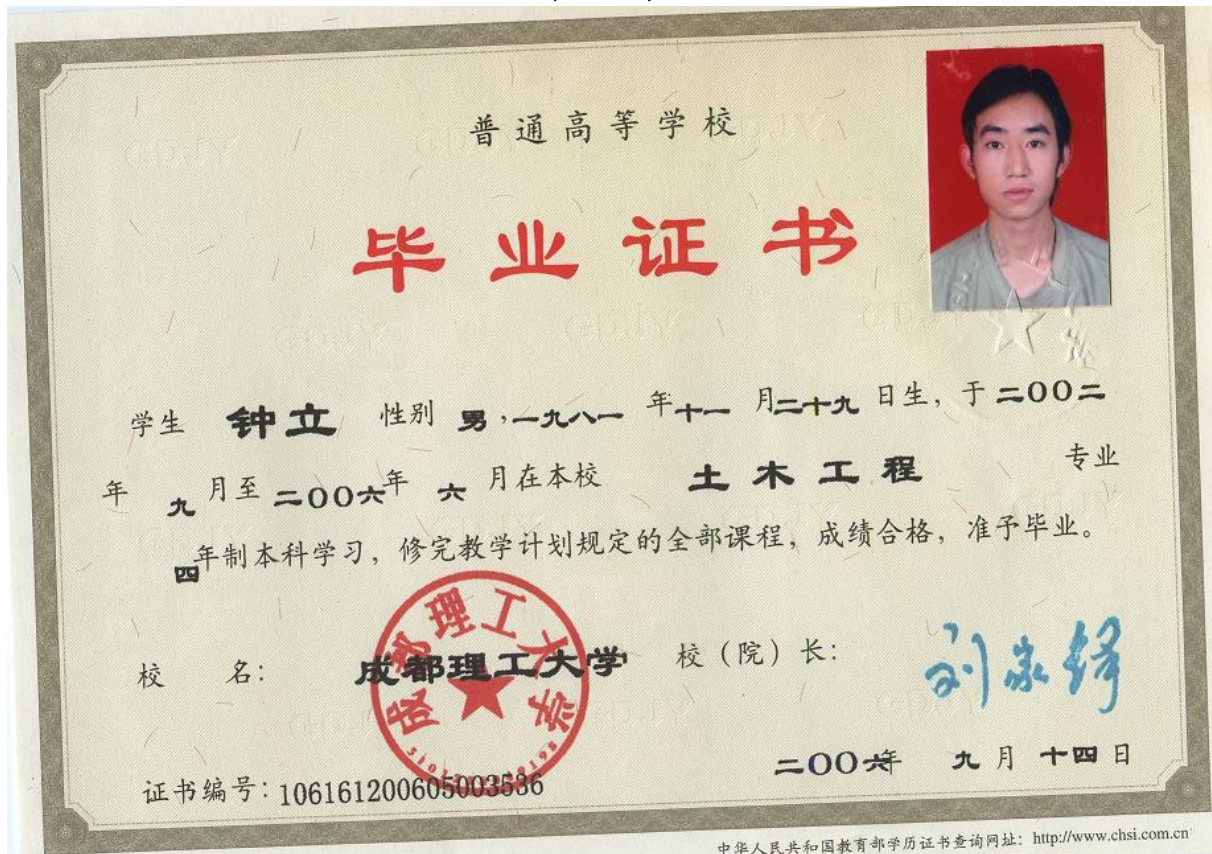 普通高等学校
毕业证书
学生 钟立 性别 男,一九八一 年十一 月二十九 日生，于二00二
年 九 月至 二00六年 六 月在本校 土木工程 专业
四年制本科学习，修完教学计划规定的全部课程，成绩合格，准予毕业。
校 名： 成都理工大学 校（院）长： 刘家铎
成都理工大学
二00六年 九 月 十四 日
证书编号：106161200605003536
中华人民共和国教育部学历证书查询网址：http://www.chsi.com.cn